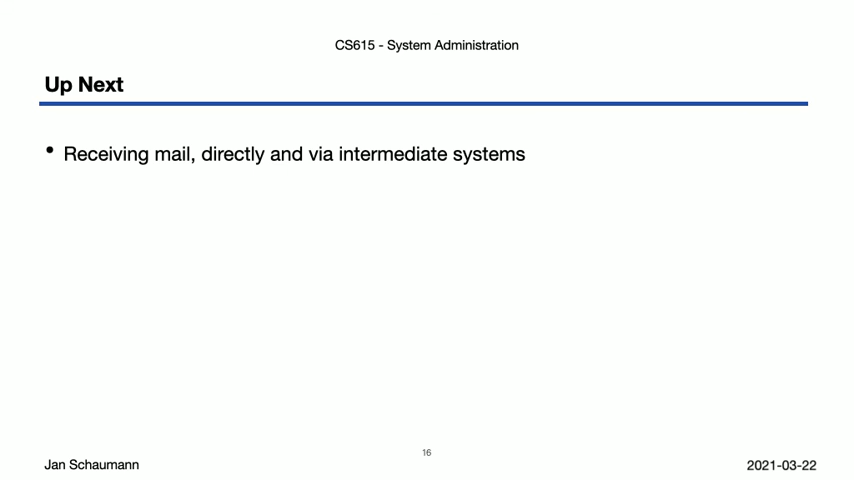 CS615 - System Administration
Up Next
• Receiving mail, directly and via intermediate systems
16
Jan Schaumann
2021-03-22